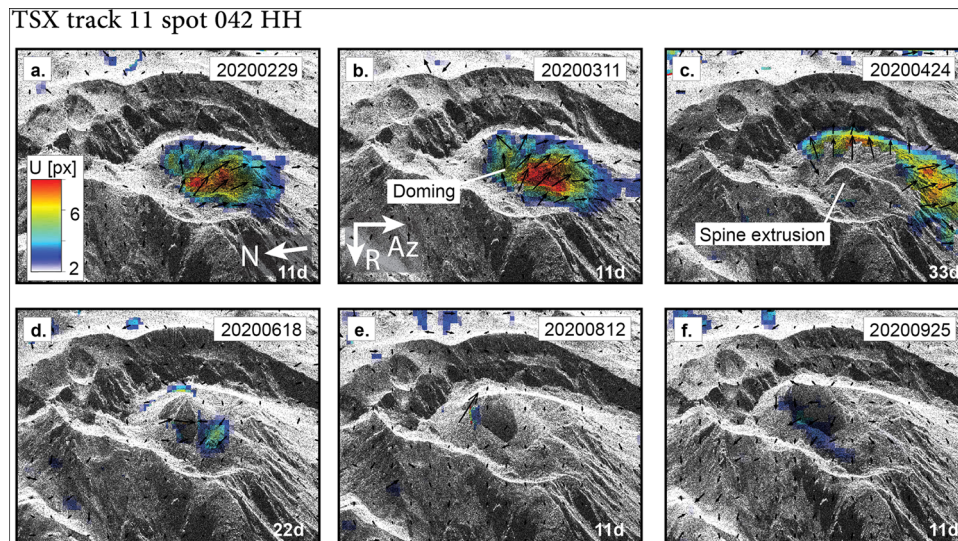 TSX track 11 spot 042 HH
a.
20200229
U [px]
6
4
2
N
11d
b.
20200311
Doming
R
Az
11d
c.
20200424
Spine extrusion
33d
d.
20200618
22d
e.
20200812
11d
f.
20200925
11d